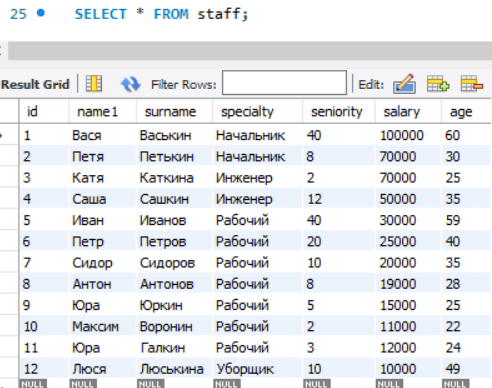 25 SELECT * FROM staff;
Result Grid Filter Rows: Edit:
id name1 surname specialty seniority salary age
1 Вася Васькин Начальник 40 100000 60
2 Петя Петькин Начальник 8 70000 30
3 Катя Каткина Инженер 2 70000 25
4 Саша Сашкин Инженер 12 50000 35
5 Иван Иванов Рабочий 40 30000 59
6 Петр Петров Рабочий 20 25000 40
7 Сидор Сидоров Рабочий 10 20000 35
8 Антон Антонов Рабочий 8 19000 28
9 Юра Юркин Рабочий 5 15000 25
10 Максим Воронин Рабочий 2 11000 22
11 Юра Галкин Рабочий 3 12000 24
12 Люся Люськина Уборщик 10 10000 49
NULL NULL NULL NULL NULL NULL NULL